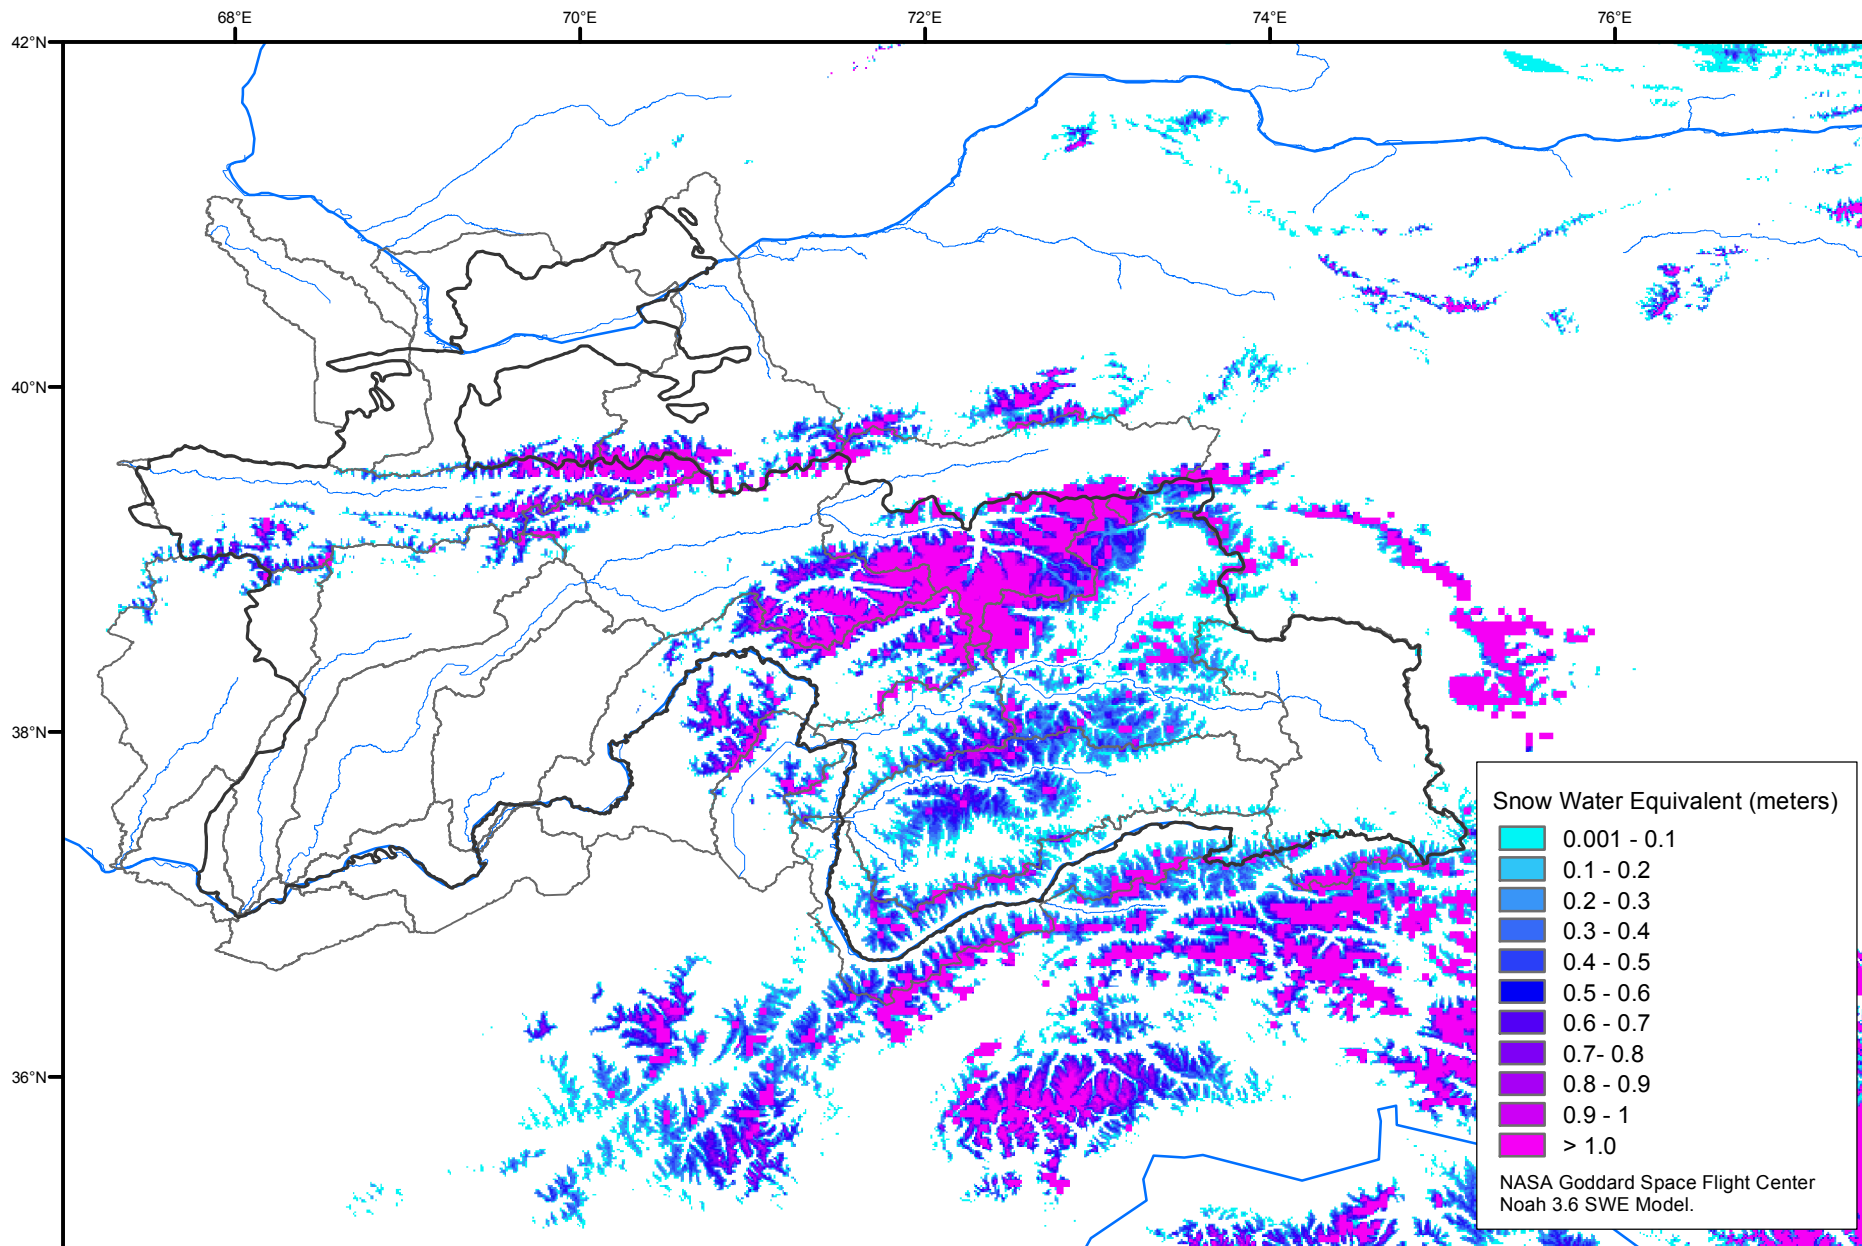 68°E
70°E
72°E
74°E
76°E
42°N
40°N
38°N
36°N
Snow Water Equivalent (meters)
0.001 - 0.1
0.1 - 0.2
0.2 - 0.3
0.3 - 0.4
0.4 - 0.5
0.5 - 0.6
0.6 - 0.7
0.7- 0.8
0.8 - 0.9
0.9 - 1
> 1.0
NASA Goddard Space Flight Center
Noah 3.6 SWE Model.